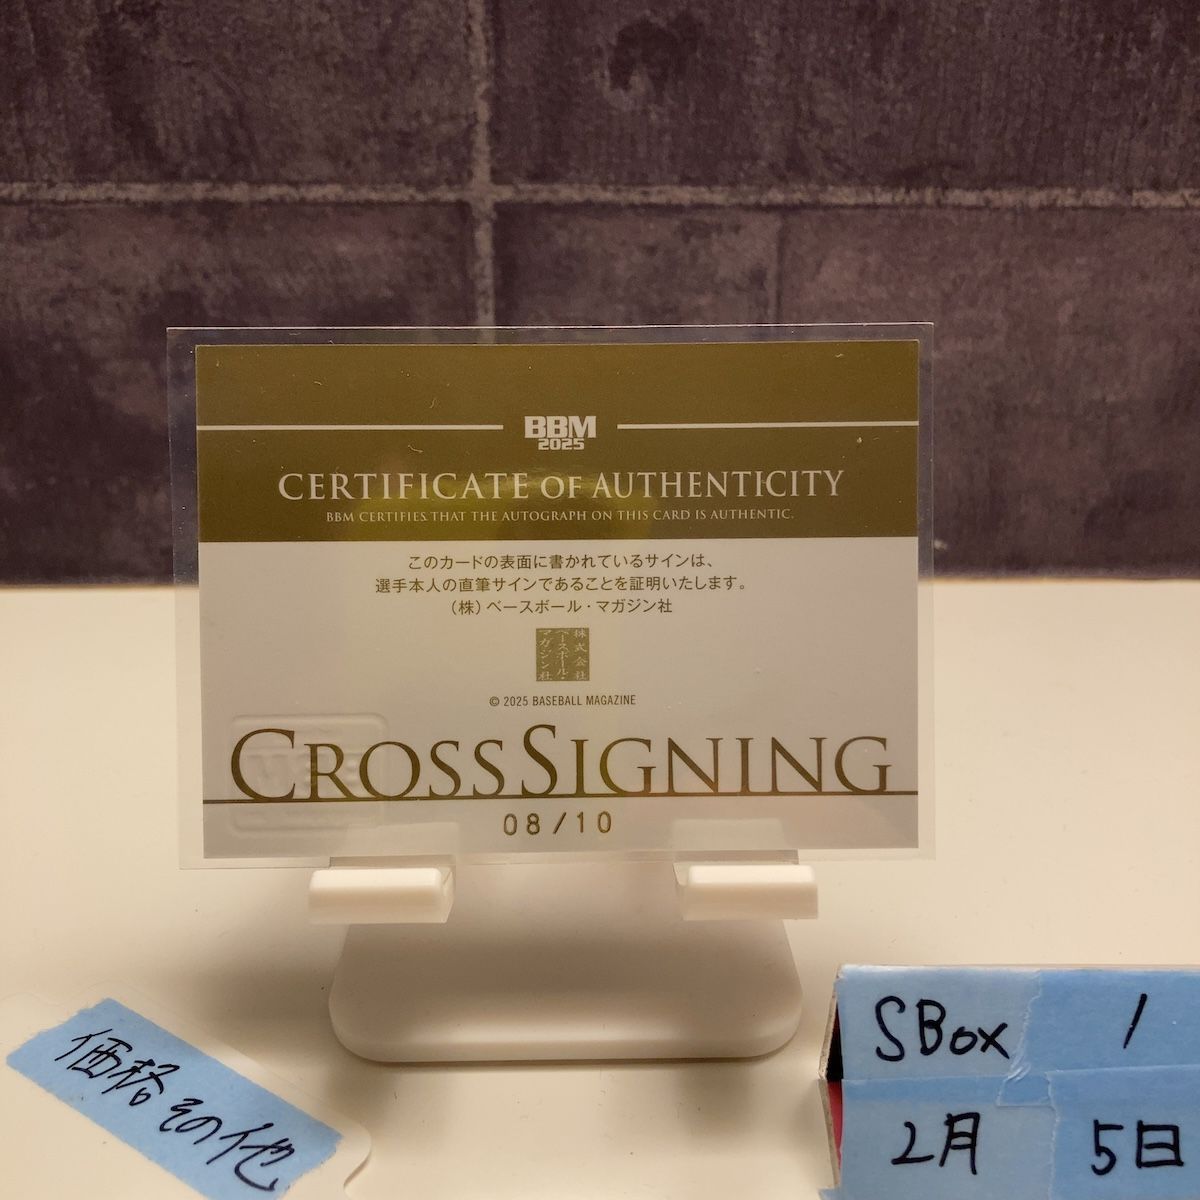 BBM
2025
CERTIFICATE OF AUTHENTICITY
BBM CERTIFIES THAT THE AUTOGRAPH ON THIS CARD IS AUTHENTIC.
このカードの表面に書かれているサインは、
選手本人の直筆サインであることを証明いたします。
（株）ベースボール・マガジン社
株式会社
ベースボール・
マガジン社
© 2025 BASEBALL MAGAZINE
CROSSSIGNING
08/10
価格その他
SBox 1
2月 5日